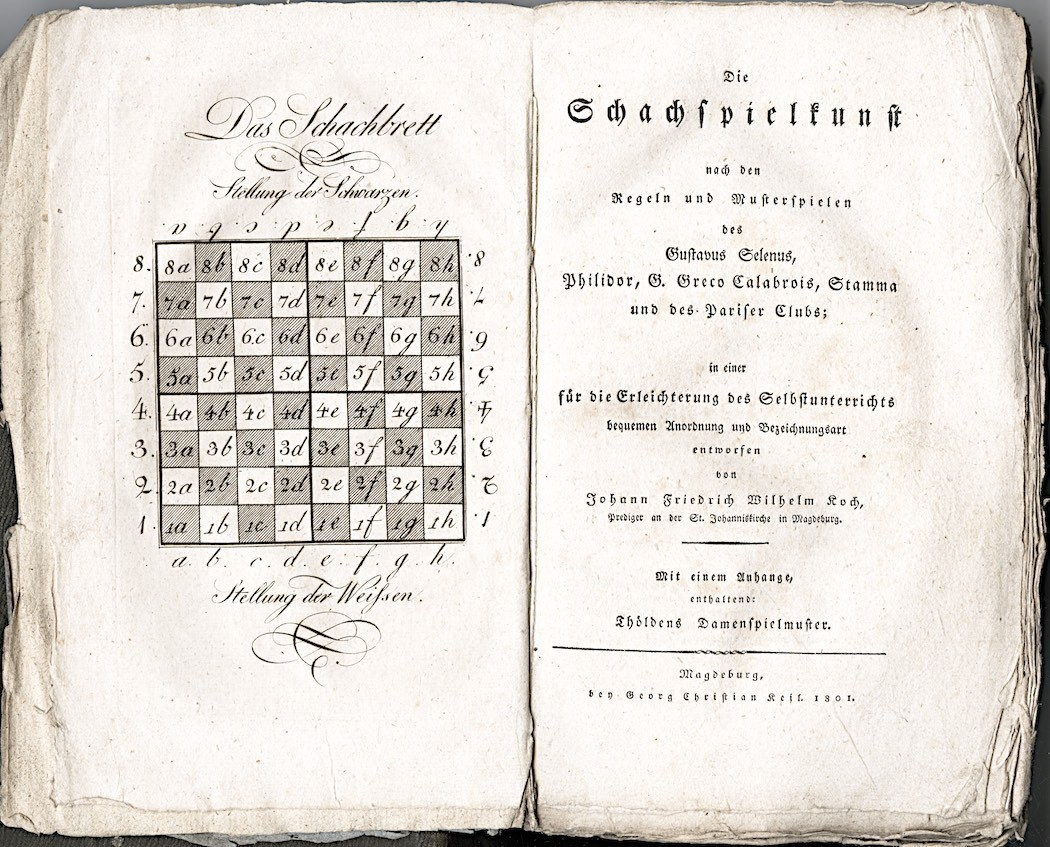 Das Schachbrett
Stellung der Schwarzen.
a. b. c. d. e. f. g. h.
8. 8a 8b 8c 8d 8e 8f 8g 8h 8.
7. 7a 7b 7c 7d 7e 7f 7g 7h 7.
6. 6a 6b 6c 6d 6e 6f 6g 6h 6.
5. 5a 5b 5c 5d 5e 5f 5g 5h 5.
4. 4a 4b 4c 4d 4e 4f 4g 4h 4.
3. 3a 3b 3c 3d 3e 3f 3g 3h 3.
2. 2a 2b 2c 2d 2e 2f 2g 2h 2.
1. 1a 1b 1c 1d 1e 1f 1g 1h 1.
a. b. c. d. e. f. g. h.
Stellung der Weiſsen.
Die
Schachſpielkunſt
nach den
Regeln und Muſterſpielen
des
Guſtavus Selenus,
Philidor, G. Greco Calabrois, Stamma
und des Pariſer Clubs;
in einer
für die Erleichterung des Selbſtunterrichts
bequemen Anordnung und Bezeichnungsart
entworfen
von
Johann Friedrich Wilhelm Koch,
Prediger an der St. Johanniskirche in Magdeburg.
Mit einem Anhange,
enthaltend:
Thöldens Damenſpielmuſter.
Magdeburg,
bey Georg Chriſtian Keil. 1801.